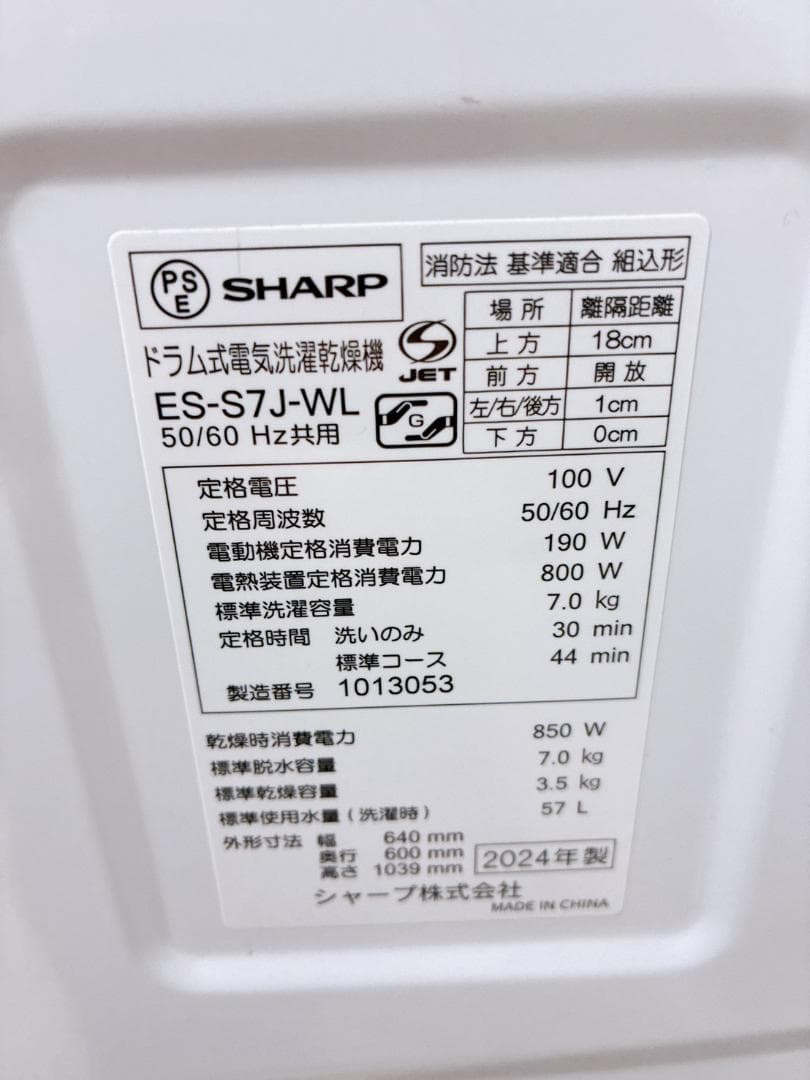 PSE SHARP
消防法 基準適合 組込形
場所 離隔距離
上方 18cm
前方 開放
左/右/後方 1cm
下方 0cm
ドラム式電気洗濯乾燥機
JET
ES-S7J-WL
G
50/60 Hz共用
定格電圧 100 V
定格周波数 50/60 Hz
電動機定格消費電力 190 W
電熱装置定格消費電力 800 W
標準洗濯容量 7.0 kg
定格時間 洗いのみ 30 min
標準コース 44 min
製造番号 1013053
乾燥時消費電力 850 W
標準脱水容量 7.0 kg
標準乾燥容量 3.5 kg
標準使用水量(洗濯時) 57 L
外形寸法 幅 640 mm
奥行 600 mm
高さ 1039 mm
2024年製
シャープ株式会社
MADE IN CHINA